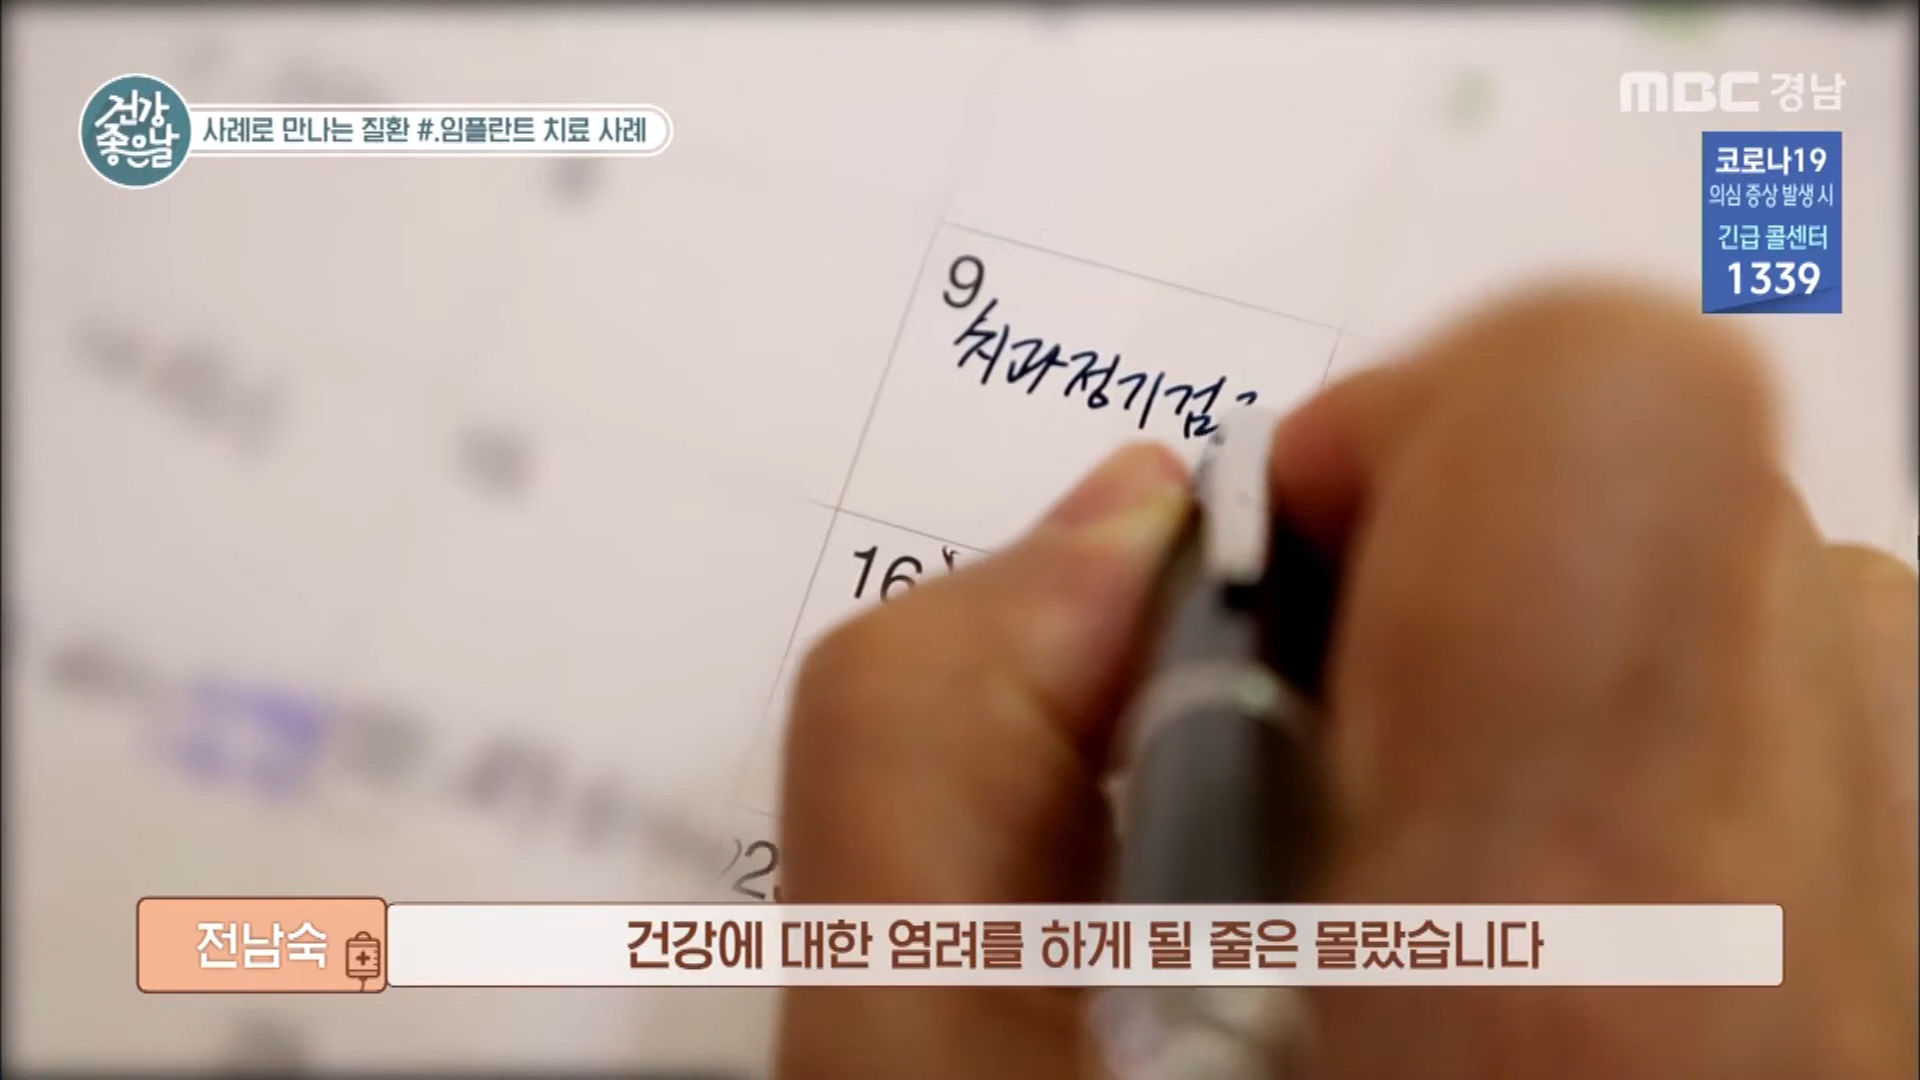 건강
좋은날
사례로 만나는 질환 #.임플란트 치료 사례
MBC 경남
코로나19
의심 증상 발생 시
긴급 콜센터
1339
9
치과정기검
16
전남숙
건강에 대한 염려를 하게 될 줄은 몰랐습니다